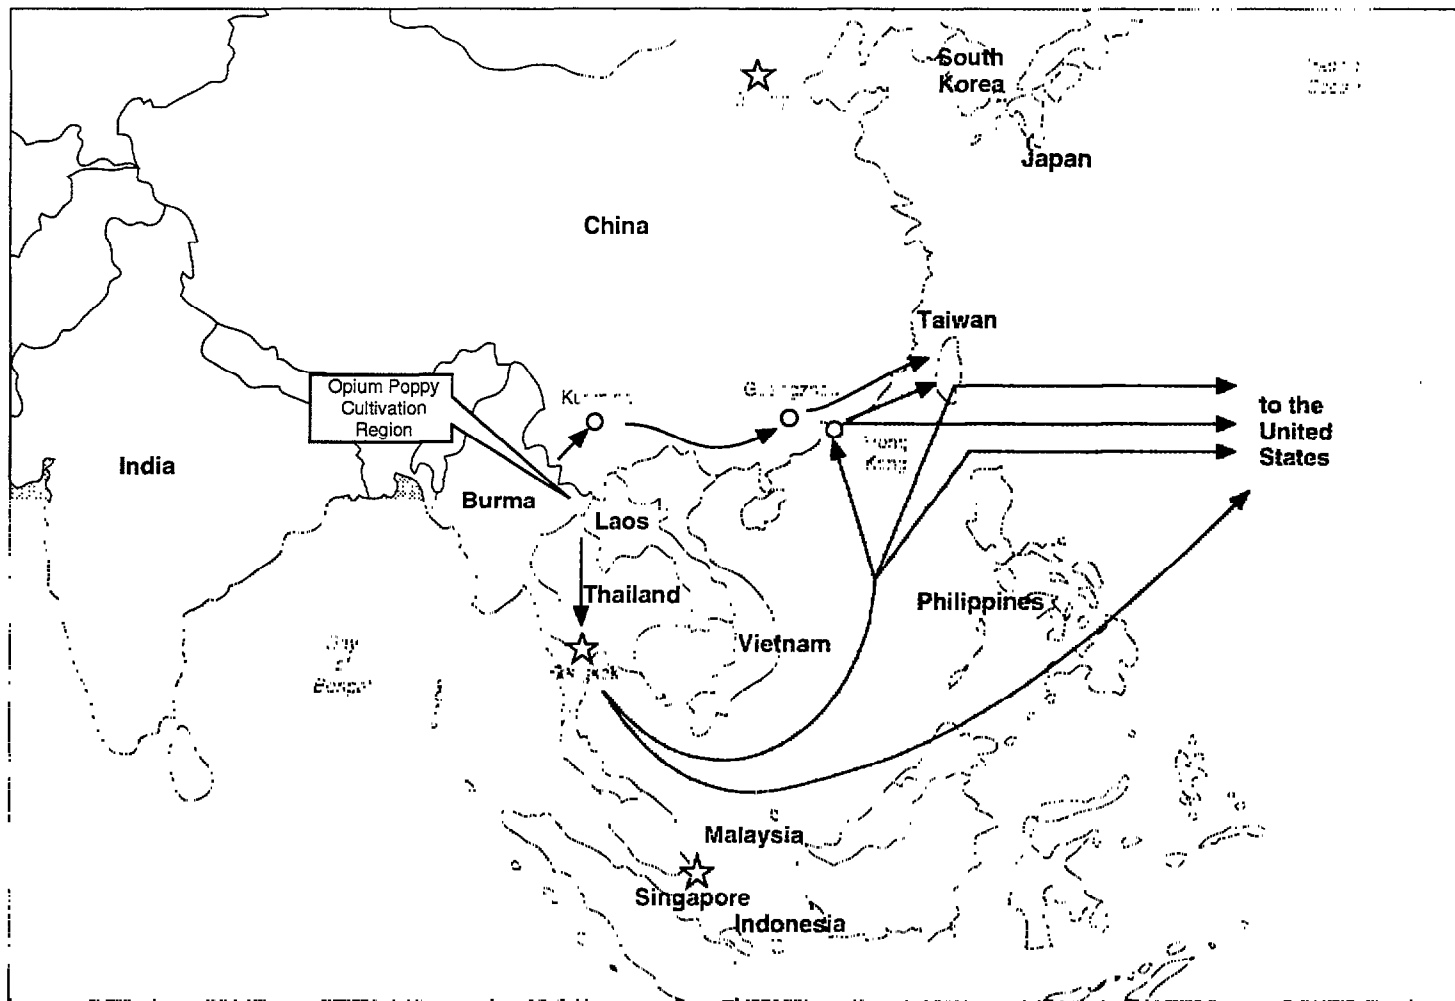 South
Korea
Japan
China
Taiwan
Opium Poppy
Cultivation
Region
to the
United
States
India
Burma
Laos
Thailand
Philippines
Vietnam
Malaysia
Singapore
Indonesia